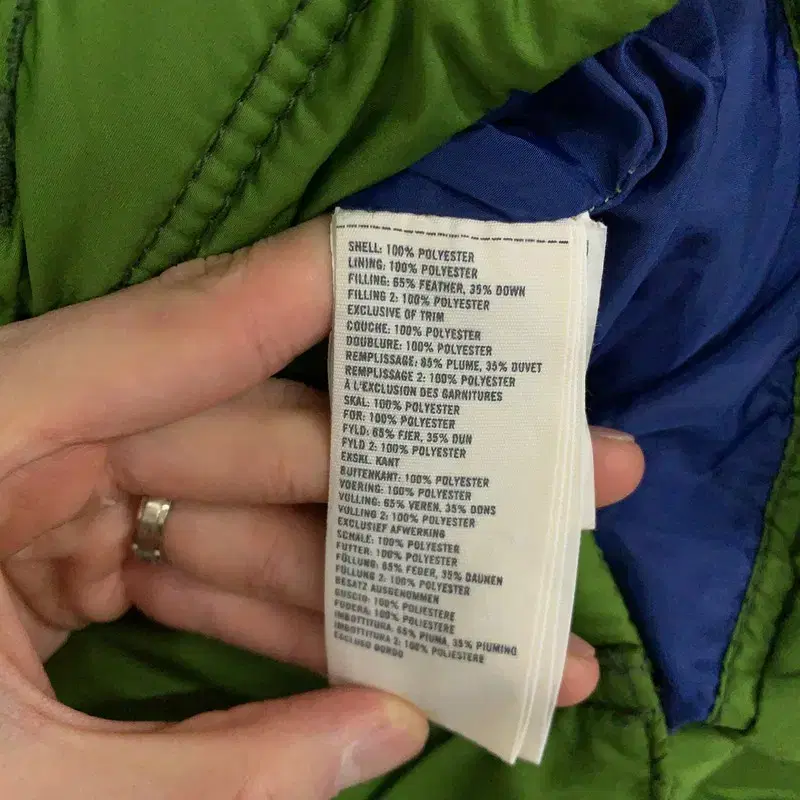 SHELL: 100% POLYESTER
LINING: 100% POLYESTER
FILLING: 65% FEATHER, 35% DOWN
FILLING 2: 100% POLYESTER
EXCLUSIVE OF TRIM
COUCHE: 100% POLYESTER
DOUBLURE: 100% POLYESTER
REMPLISSAGE: 65% PLUME, 35% DUVET
REMPLISSAGE 2: 100% POLYESTER
À L'EXCLUSION DES GARNITURES
SKAL: 100% POLYESTER
FOR: 100% POLYESTER
FYLD: 65% FJER, 35% DUN
FYLD 2: 100% POLYESTER
EXSKL. KANT
BUITENKANT: 100% POLYESTER
VOERING: 100% POLYESTER
VULLING: 65% VEREN, 35% DONS
VULLING 2: 100% POLYESTER
EXCLUSIEF AFWERKING
SCHALE: 100% POLYESTER
FUTTER: 100% POLYESTER
FÜLLUNG: 65% FEDER, 35% DAUNEN
FÜLLUNG 2: 100% POLYESTER
BESATZ AUSGENOMMEN
GUSCIO: 100% POLIESTERE
FODERA: 100% POLIESTERE
IMBOTTITURA: 65% PIUMA, 35% PIUMINO
IMBOTTITURA 2: 100% POLIESTERE
ESCLUSO BORDO